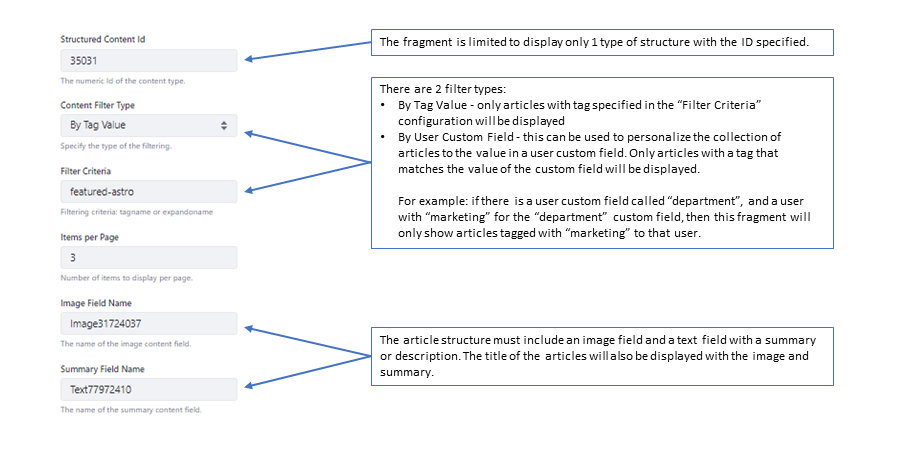 Structured Content Id
35031
The numeric Id of the content type.
Content Filter Type
By Tag Value
Specify the type of the filtering.
Filter Criteria
featured-astro
Filtering criteria: tagname or expandoname
Items per Page
3
Number of items to display per page.
Image Field Name
Image31724037
The name of the image content field.
Summary Field Name
Text77972410
The name of the summary content field.
The fragment is limited to display only 1 type of structure with the ID specified.
There are 2 filter types:
• By Tag Value - only articles with tag specified in the “Filter Criteria”
configuration will be displayed
• By User Custom Field - this can be used to personalize the collection of
articles to the value in a user custom field. Only articles with a tag that
matches the value of the custom field will be displayed.
For example: if there is a user custom field called “department”, and a user
with “marketing” for the “department” custom field, then this fragment will
only show articles tagged with “marketing” to that user.
The article structure must include an image field and a text field with a summary
or description. The title of the articles will also be displayed with the image and
summary.